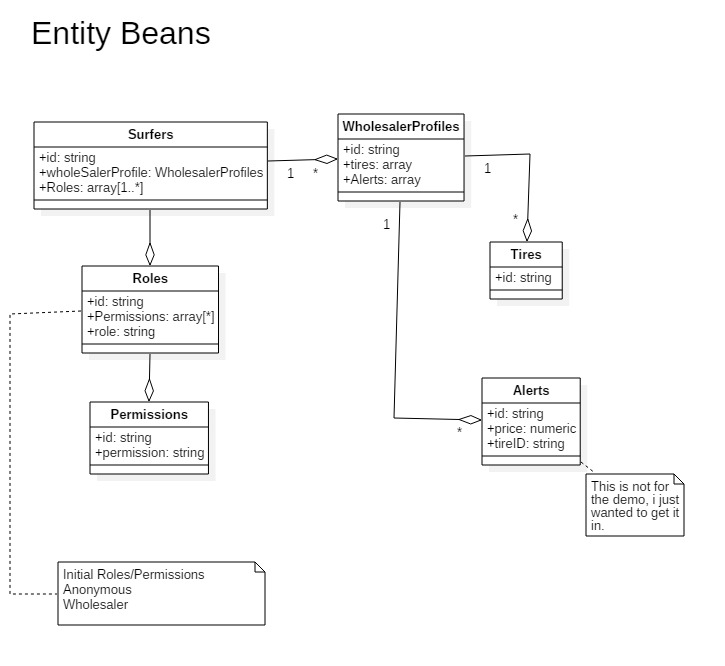 Entity Beans
Surfers
+id: string
+wholeSalerProfile: WholesalerProfiles
+Roles: array[1..*]
1
*
WholesalerProfiles
+id: string
+tires: array
+Alerts: array
1
*
1
Tires
+id: string
Roles
+id: string
+Permissions: array[*]
+role: string
Permissions
+id: string
+permission: string
*
Alerts
+id: string
+price: numeric
+tireID: string
This is not for
the demo, i just
wanted to get it
in.
Initial Roles/Permissions
Anonymous
Wholesaler